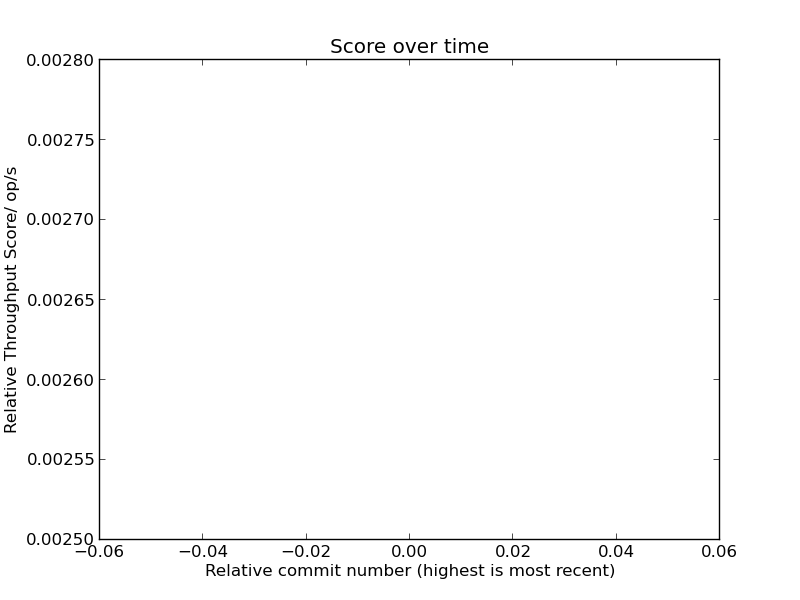 Score over time
0.00280
0.00275
0.00270
0.00265
0.00260
0.00255
0.00250
Relative Throughput Score/ op/s
−0.06 −0.04 −0.02 0.00 0.02 0.04 0.06
Relative commit number (highest is most recent)